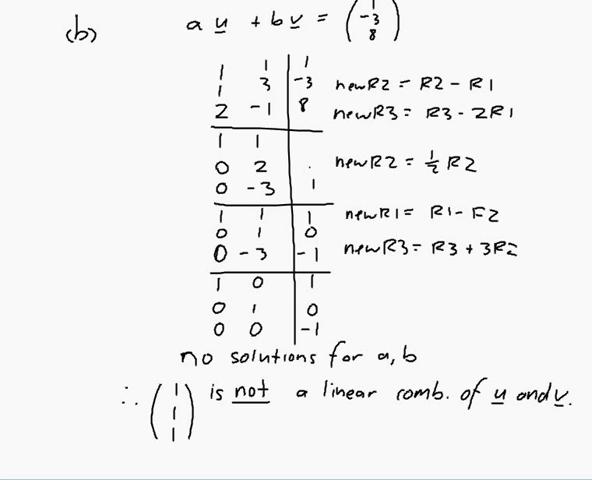 (b) a u + b v = (1 -3 8)
1 1 | 1
1 3 | -3 newR2 = R2 - R1
2 -1 | 8 newR3 = R3 - 2R1
1 1 |
0 2 | newR2 = 1/2 R2
0 -3 | 1
1 1 | 1 newR1 = R1 -
0 1 | 0
0 -3 | -1 newR3 = R3 + 3R2
1 0 | 1
0 1 | 0
0 0 | -1
no solutions for a, b
∴ (1 1 1) is not a linear comb. of u and v.